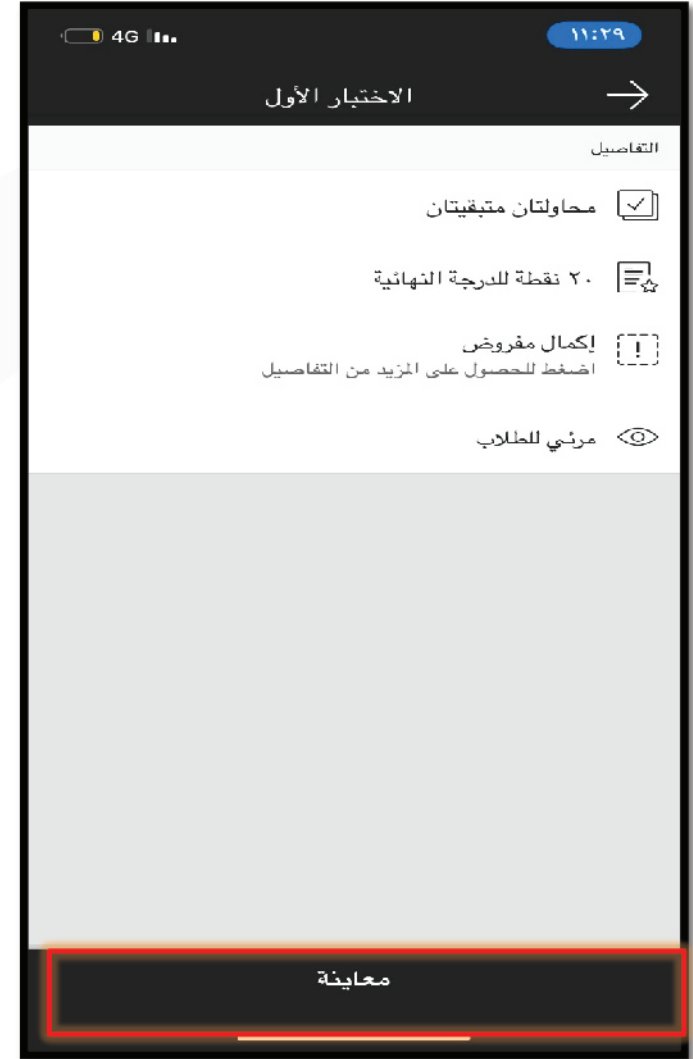 4G ١١:٢٩
الاختبار الأول
التفاصيل
محاولتان متبقيتان
٢٠ نقطة للدرجة النهائية
إكمال مفروض
اضغط للحصول على المزيد من التفاصيل
مرئي للطلاب
معاينة